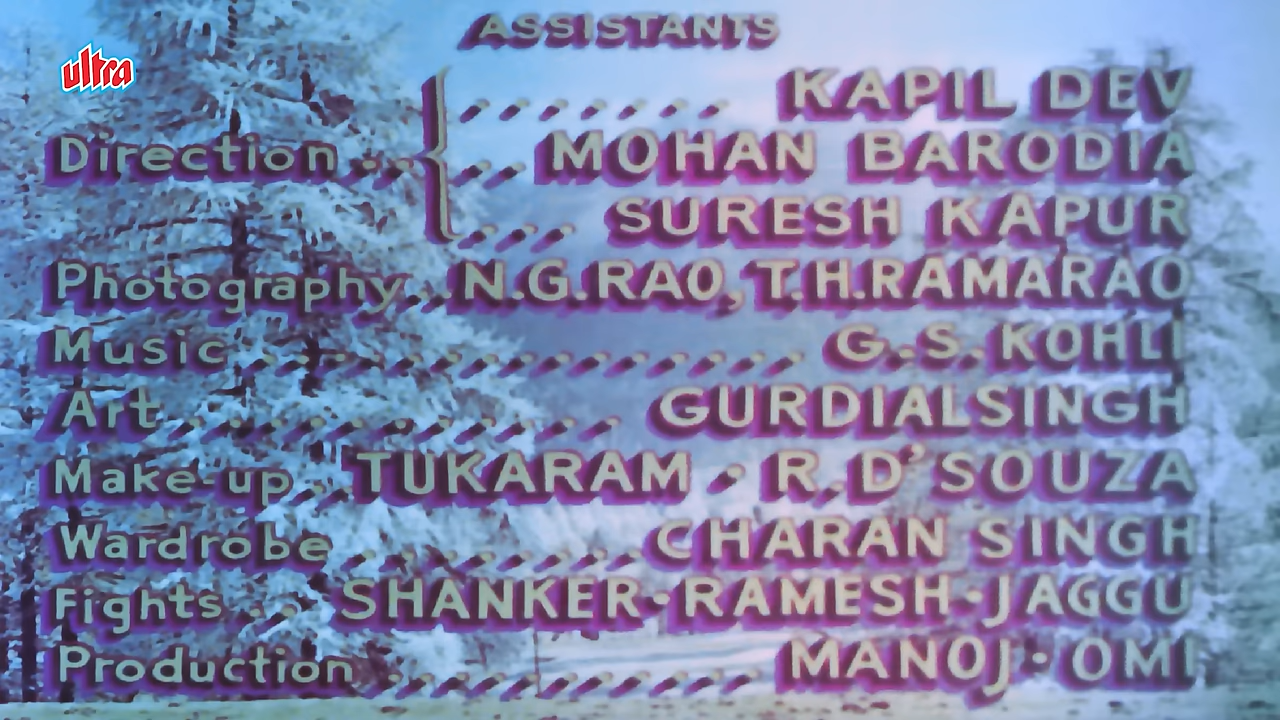 ASSISTANTS
ultra
Direction....{........ KAPIL DEV
.. MOHAN BARODIA
.... SURESH KAPUR
Photography...N.G.RAO, T.H.RAMARAO
Music.................. G.S.KOHLI
Art............. GURDIALSINGH
Make-up...TUKARAM • R.D'SOUZA
Wardrobe.........CHARAN SINGH
Fights... SHANKER•RAMESH•JAGGU
Production............ MANOJ•OMI